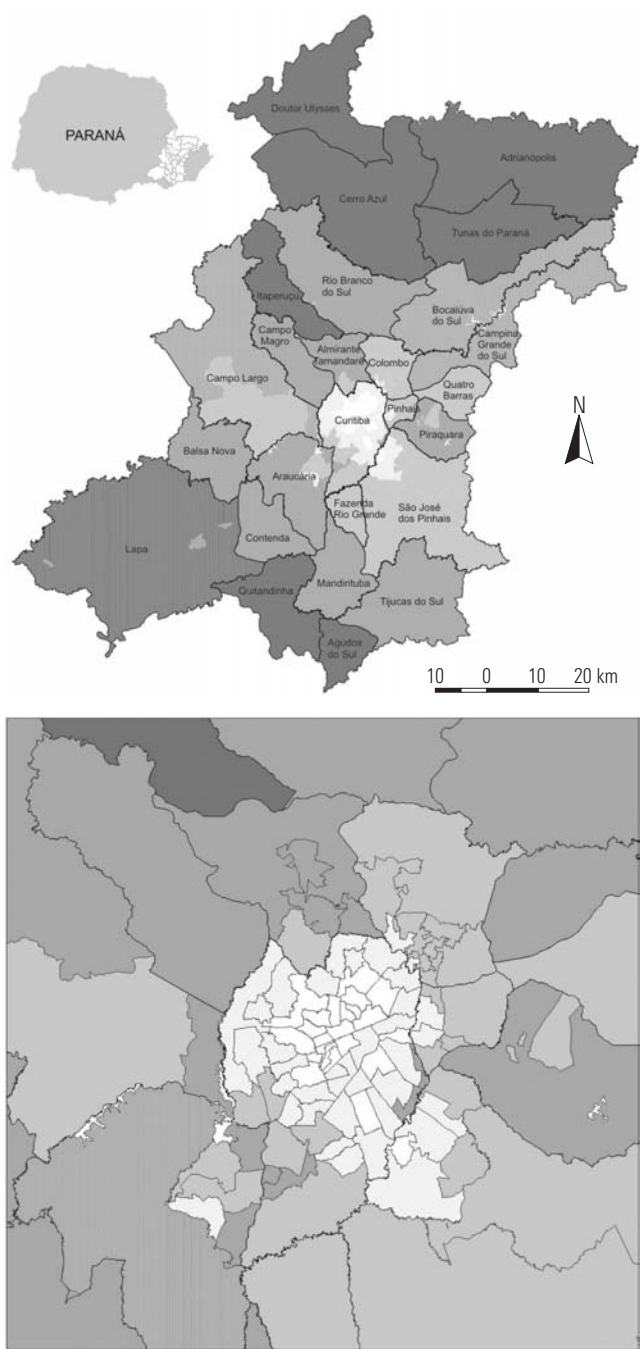 PARANÁ
Doutor Ulysses
Adrianópolis
Cerro Azul
Tunas do Paraná
Rio Branco
do Sul
Itaperuçu
Bocaiúva
do Sul
Campo
Magro
Almirante
Tamandaré
Colombo
Campina
Grande
do Sul
Campo Largo
Quatro
Barras
Curitiba
Pinhais
Piraquara
N
Balsa Nova
Araucária
Fazenda
Rio Grande
São José
dos Pinhais
Lapa
Contenda
Quitandinha
Mandirituba
Tijucas do Sul
Agudos
do Sul
10 0 10 20 km